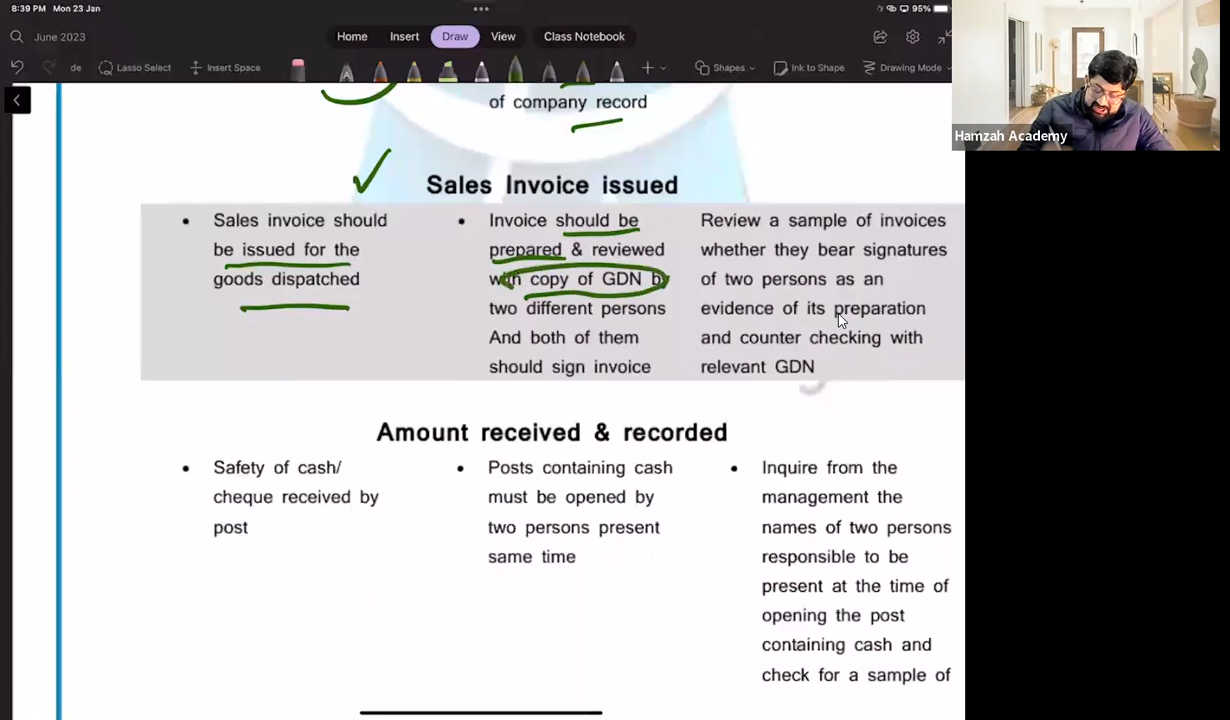 8:39 PM Mon 23 Jan
95%
June 2023
Home Insert Draw View Class Notebook
de Lasso Select Insert Space Shapes Ink to Shape Drawing Mode
Hamzah Academy
of company record
Sales Invoice issued
• Sales invoice should
be issued for the
goods dispatched
• Invoice should be
prepared & reviewed
with copy of GDN by
two different persons
And both of them
should sign invoice
Review a sample of invoices
whether they bear signatures
of two persons as an
evidence of its preparation
and counter checking with
relevant GDN
Amount received & recorded
• Safety of cash/
cheque received by
post
• Posts containing cash
must be opened by
two persons present
same time
• Inquire from the
management the
names of two persons
responsible to be
present at the time of
opening the post
containing cash and
check for a sample of